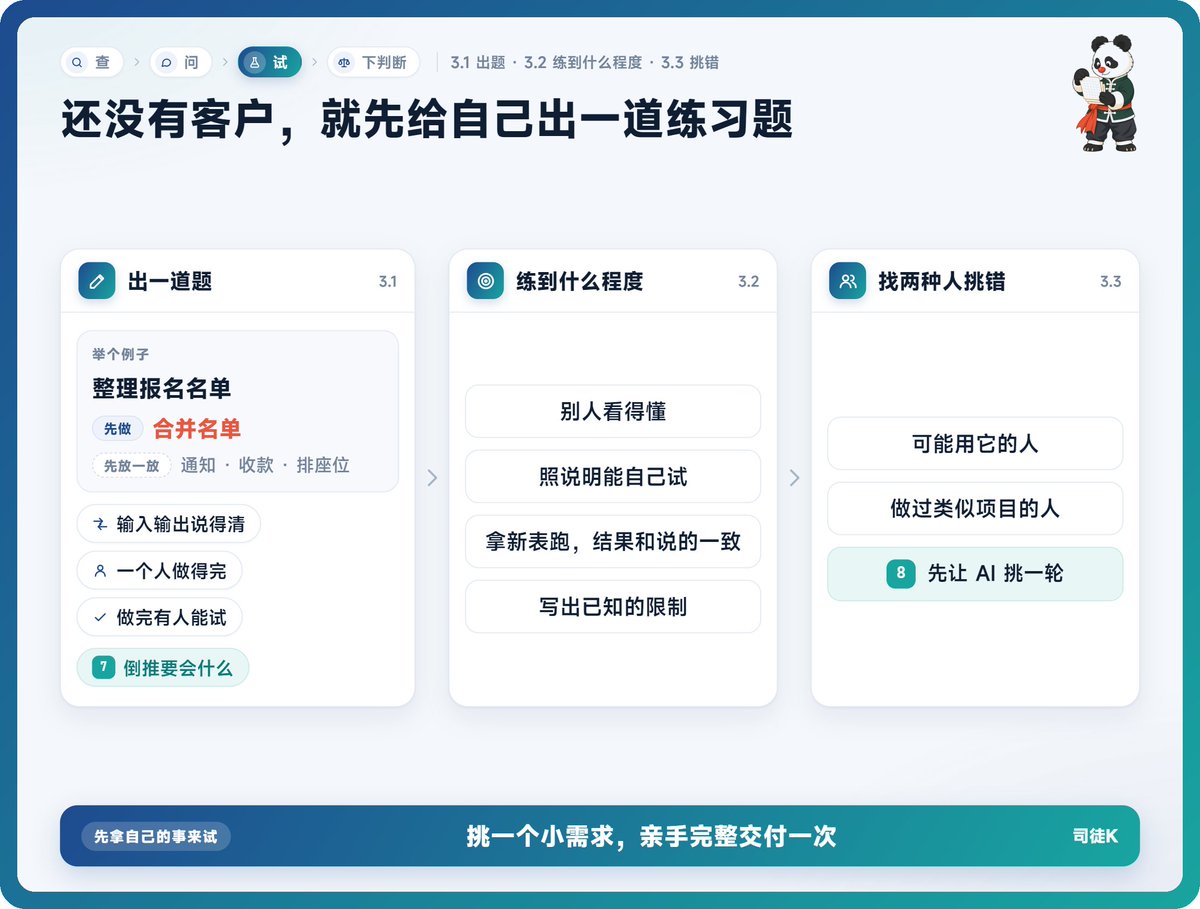 查 › 问 › 试 › 下判断 3.1 出题 · 3.2 练到什么程度 · 3.3 挑错
还没有客户，就先给自己出一道练习题
出一道题 3.1
举个例子
整理报名名单
先做 合并名单
先放一放 通知 · 收款 · 排座位
输入输出说得清
一个人做得完
做完有人能试
7 倒推要会什么
练到什么程度 3.2
别人看得懂
照说明能自己试
拿新表跑，结果和说的一致
写出已知的限制
找两种人挑错 3.3
可能用它的人
做过类似项目的人
8 先让 AI 挑一轮
先拿自己的事来试 挑一个小需求，亲手完整交付一次 司徒K